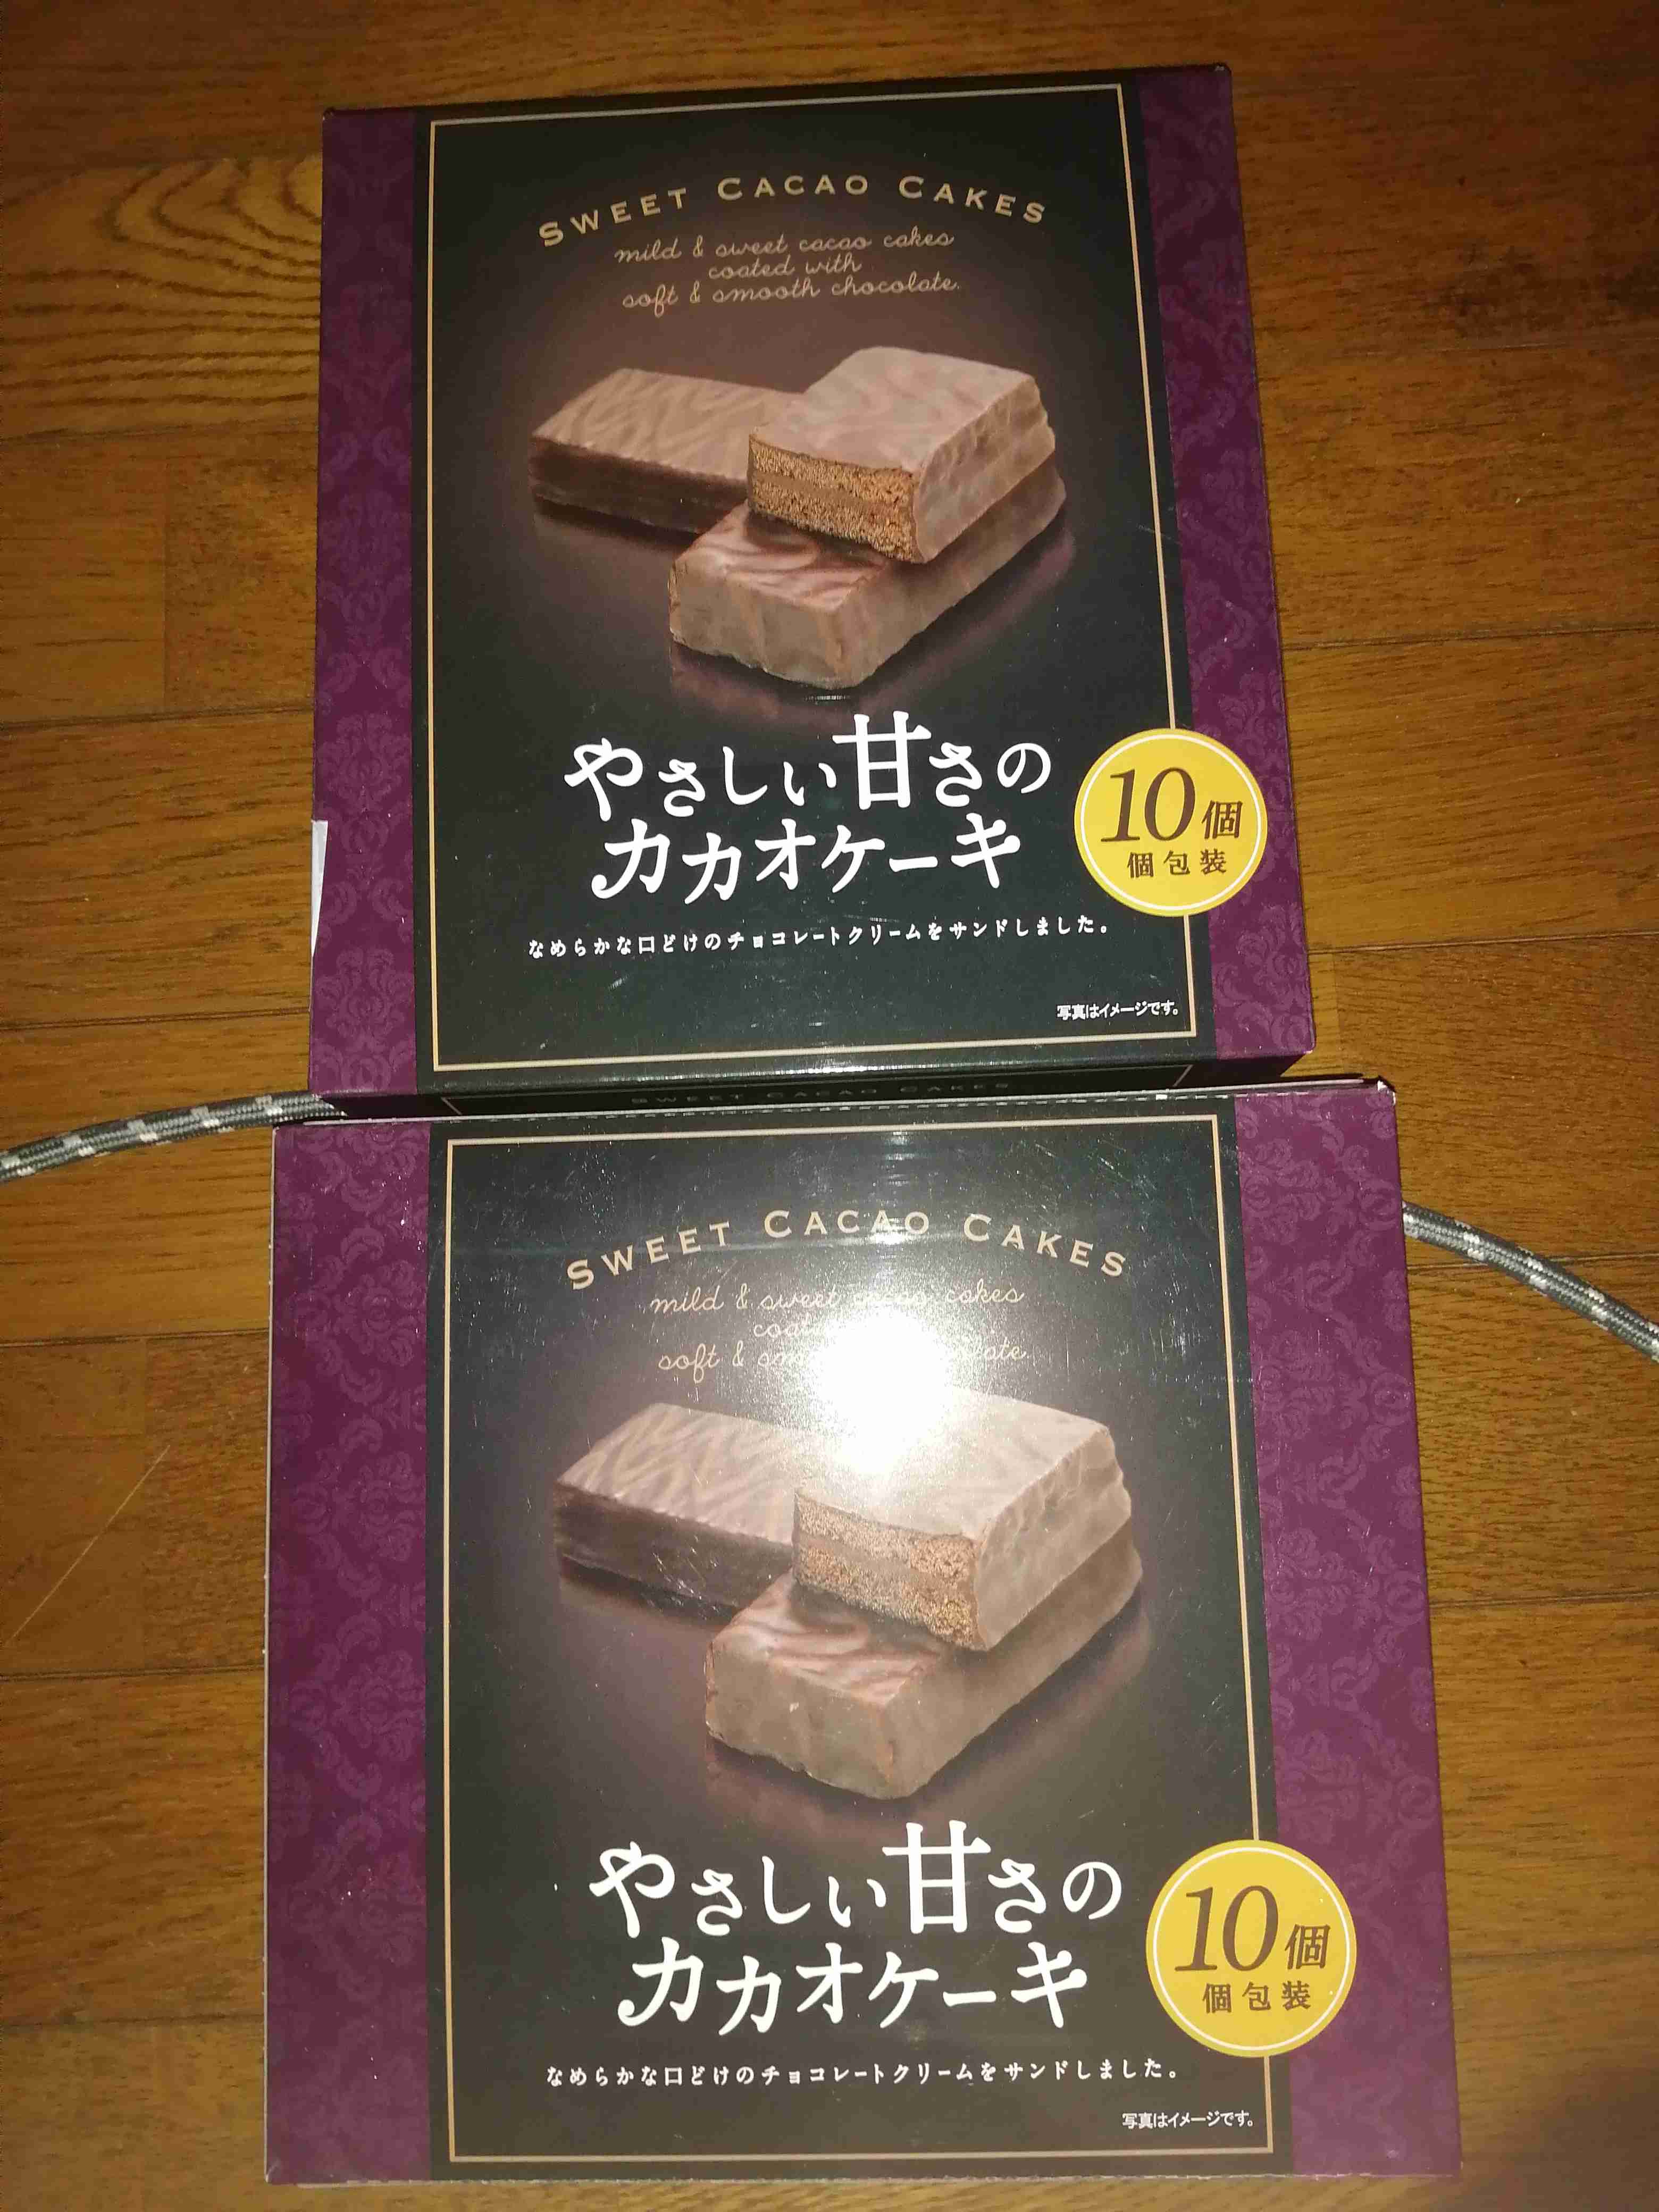 SWEET CACAO CAKES
mild & sweet cacao cakes
coated with
soft & smooth chocolate.
やさしい甘さの
カカオケーキ
10個
個包装
なめらかな口どけのチョコレートクリームをサンドしました。
写真はイメージです。
SWEET CACAO CAKES
SWEET CACAO CAKES
mild & sweet cakes
soft &
やさしい甘さの
カカオケーキ
10個
個包装
なめらかな口どけのチョコレートクリームをサンドしました。
写真はイメージです。